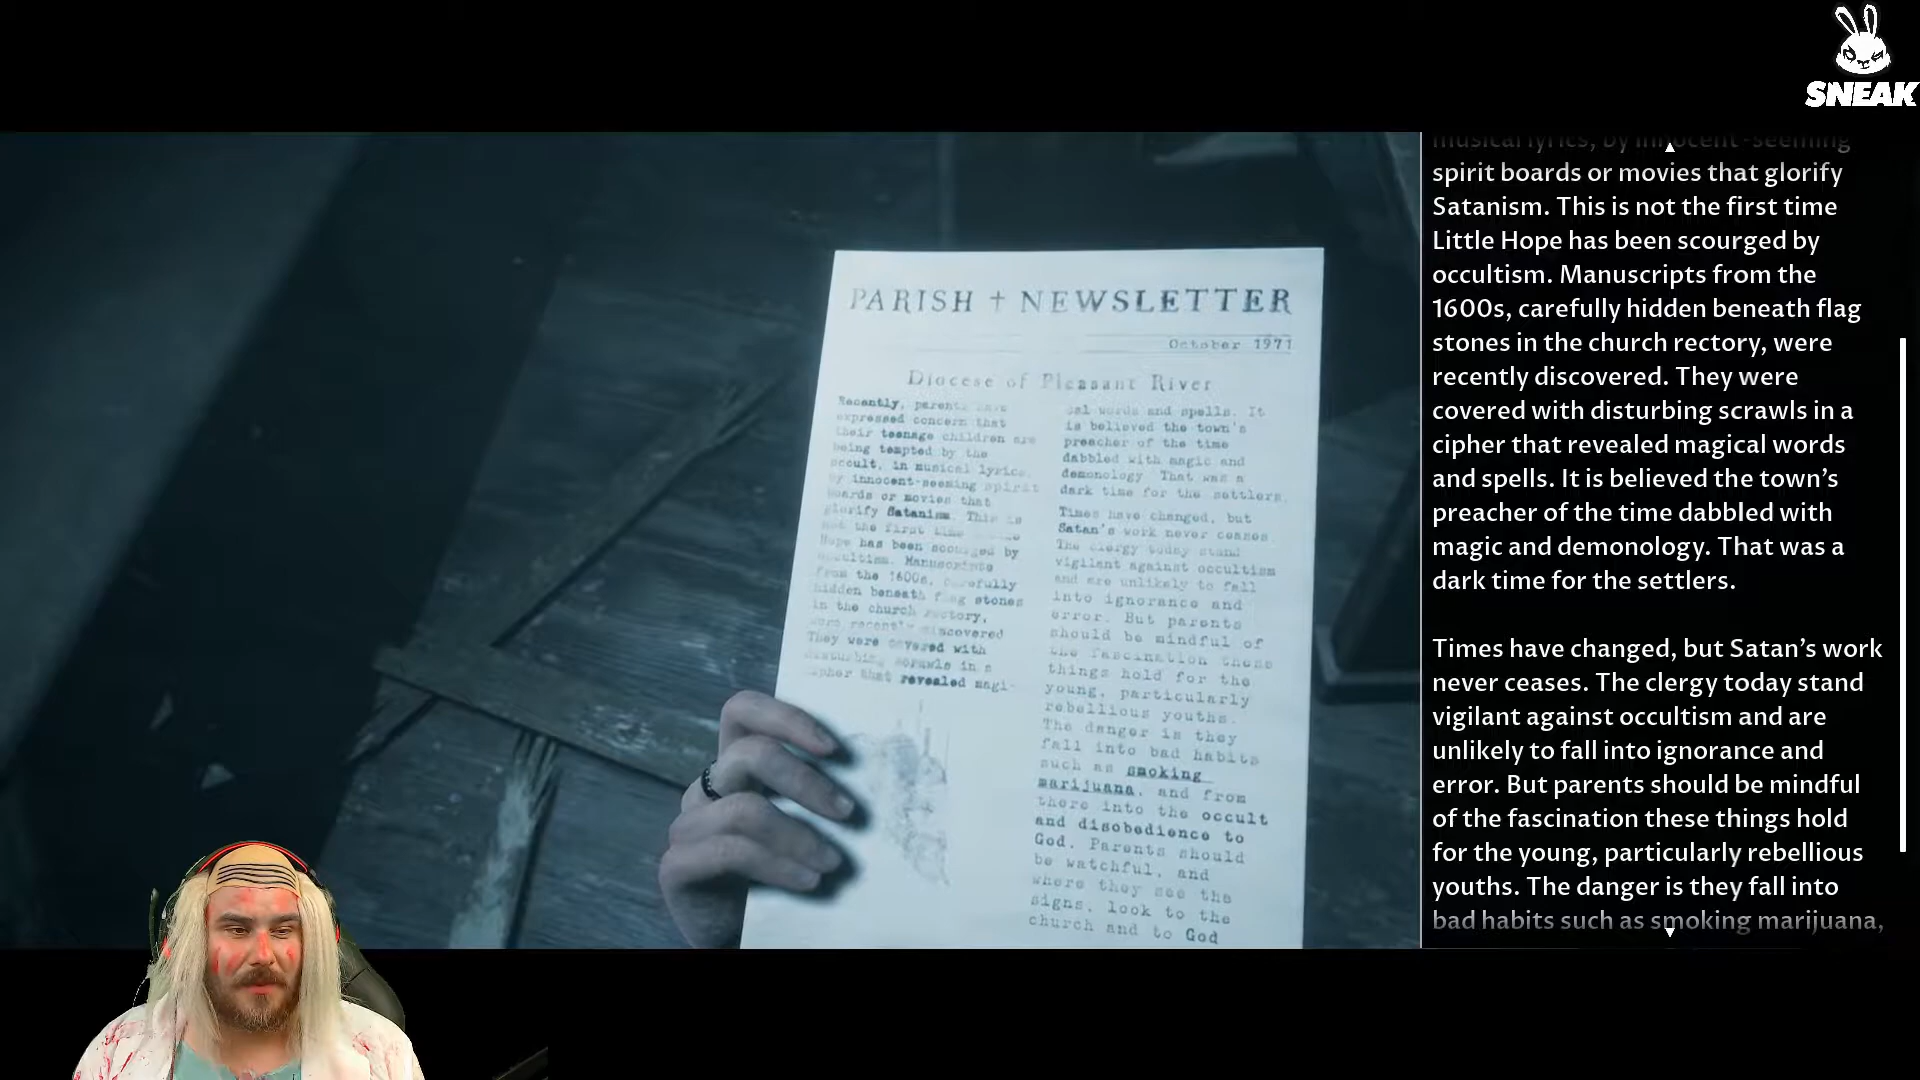 SNEAK
PARISH † NEWSLETTER
October 1971
Diocese of Pleasant River
Recently, parents have
expressed concern that
their teenage children are
being tempted by the
occult, in musical lyrics,
by innocent-seeming spirit
boards or movies that
glorify Satanism. This is
not the first time
Hope has been scourged by
occultism. Manuscripts
from the 1600s, carefully
hidden beneath flag stones
in the church rectory,
were recently discovered
They were covered with
disturbing scrawls in a
cipher that revealed magi-
cal words and spells. It
is believed the town's
preacher of the time
dabbled with magic and
demonology. That was a
dark time for the settlers.
Times have changed, but
Satan's work never ceases.
The clergy today stand
vigilant against occultism
and are unlikely to fall
into ignorance and
error. But parents
should be mindful of
the fascination these
things hold for the
young, particularly
rebellious youths.
The danger is they
fall into bad habits
such as smoking
marijuana, and from
there into the occult
and disobedience to
God. Parents should
be watchful, and
where they see the
signs, look to the
church and to God
musical lyrics, by innocent-seeming
spirit boards or movies that glorify
Satanism. This is not the first time
Little Hope has been scourged by
occultism. Manuscripts from the
1600s, carefully hidden beneath flag
stones in the church rectory, were
recently discovered. They were
covered with disturbing scrawls in a
cipher that revealed magical words
and spells. It is believed the town's
preacher of the time dabbled with
magic and demonology. That was a
dark time for the settlers.
Times have changed, but Satan's work
never ceases. The clergy today stand
vigilant against occultism and are
unlikely to fall into ignorance and
error. But parents should be mindful
of the fascination these things hold
for the young, particularly rebellious
youths. The danger is they fall into
bad habits such as smoking marijuana,